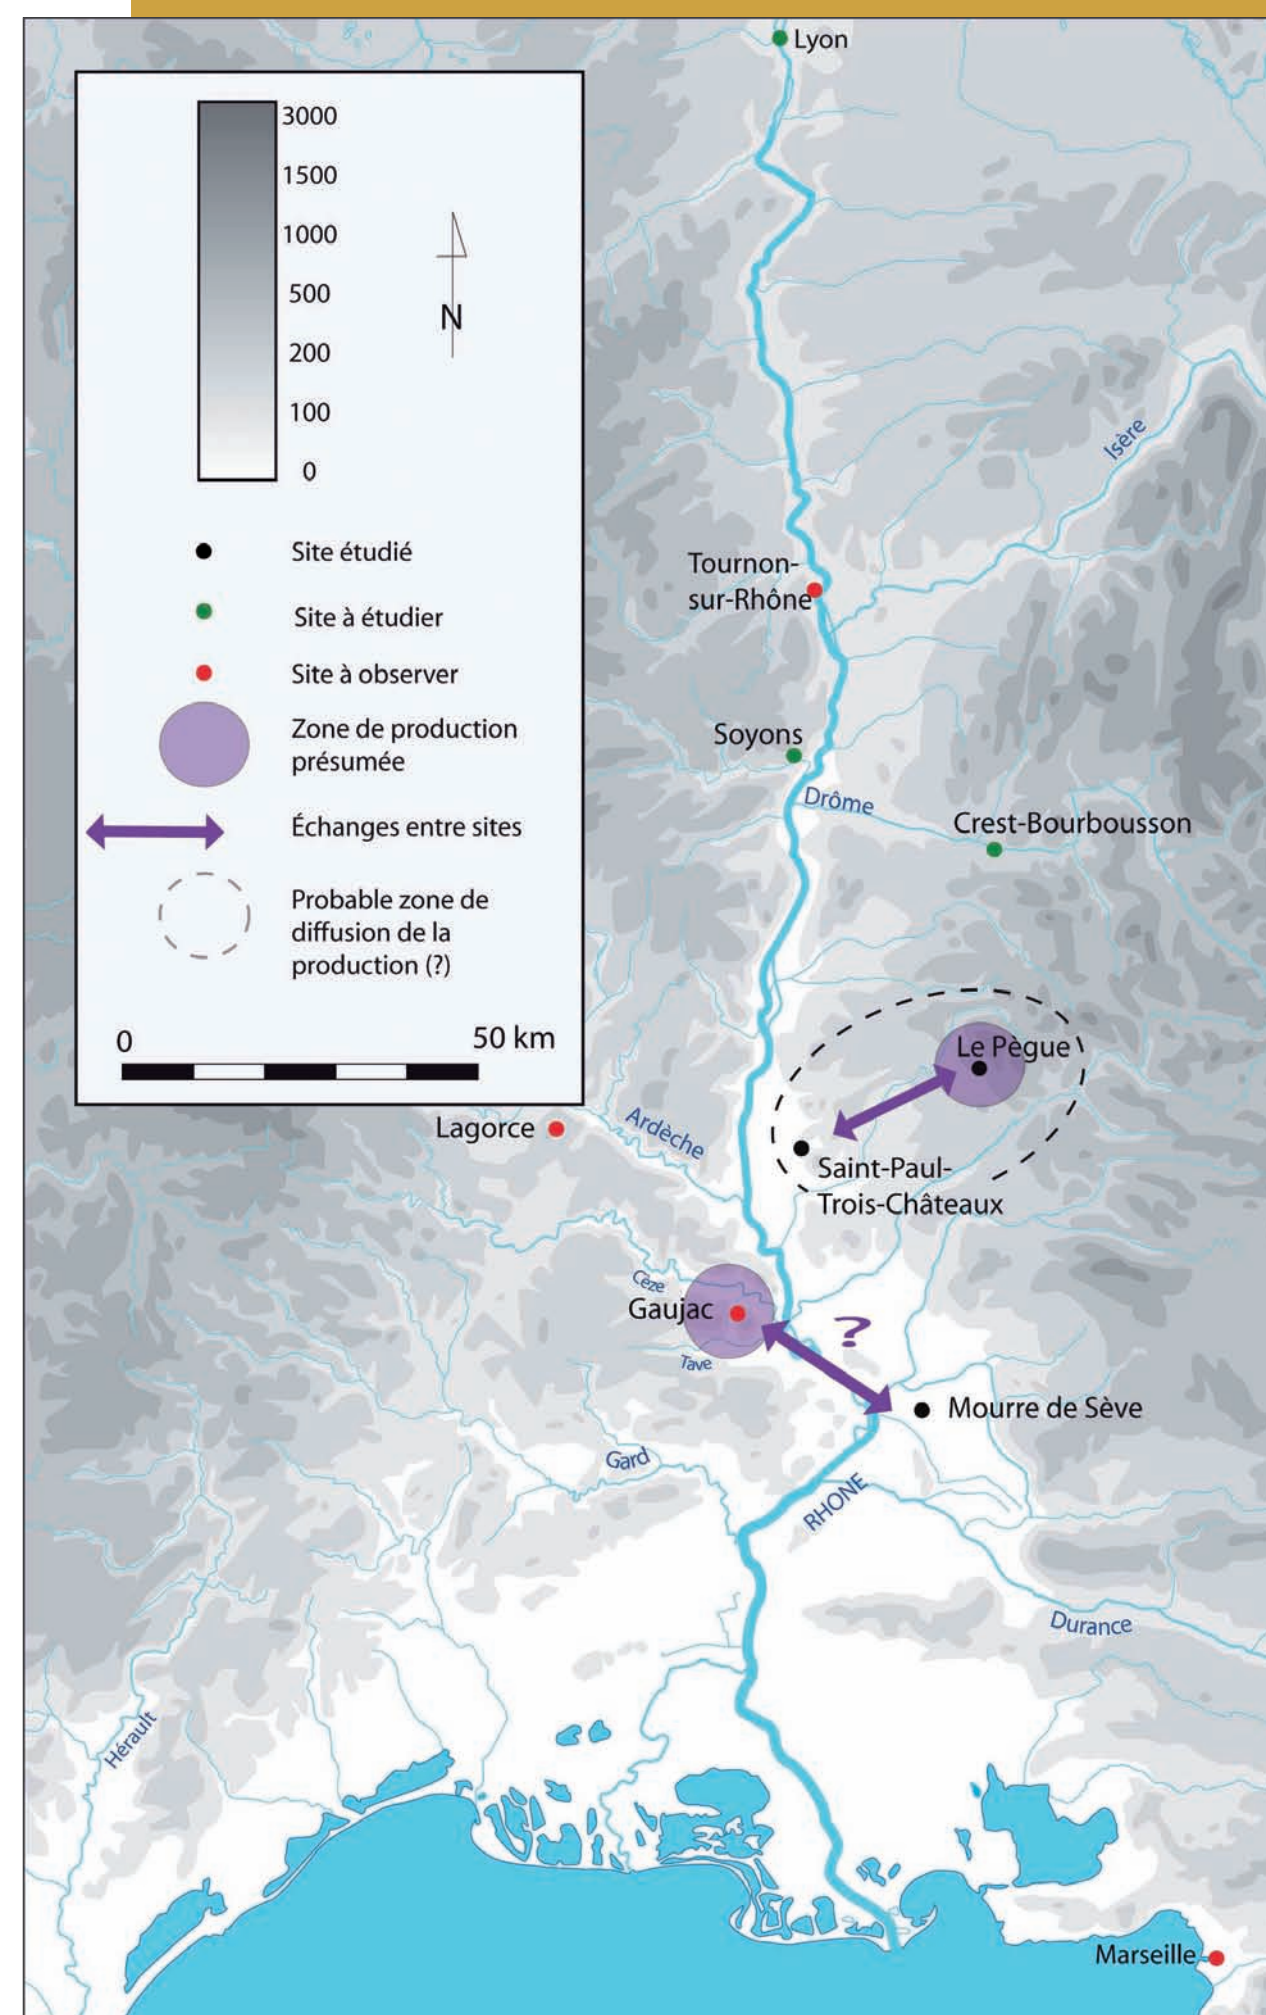 Lyon
3000
1500
1000
500
200
100
0
N
Site étudié
Site à étudier
Site à observer
Zone de production
présumée
Échanges entre sites
Probable zone de
diffusion de la
production (?)
0
50 km
Isère
Tournon-
sur-Rhône
Soyons
Drôme
Crest-Bourbousson
Le Pègue
Lagorce
Ardèche
Saint-Paul-
Trois-Châteaux
Cèze
Gaujac
?
Tave
Mourre de Sève
Gard
RHONE
Durance
Hérault
Marseille